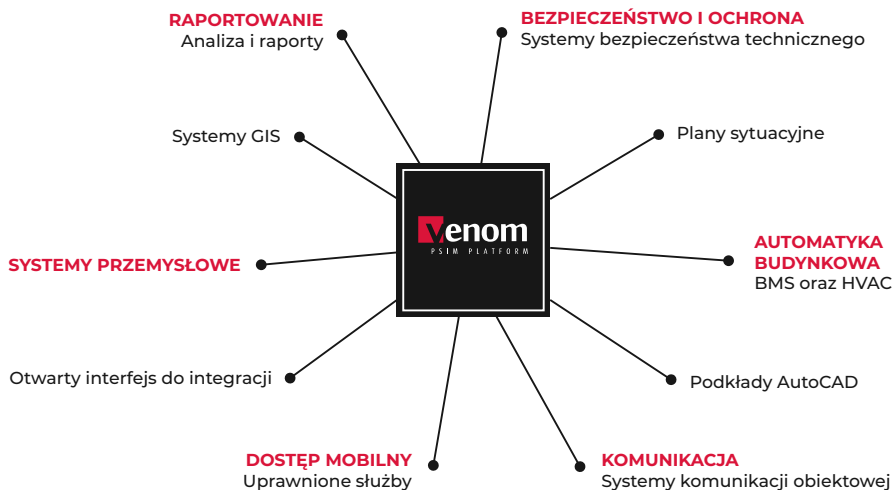 RAPORTOWANIE
Analiza i raporty
BEZPIECZEŃSTWO I OCHRONA
Systemy bezpieczeństwa technicznego
Systemy GIS
Plany sytuacyjne
venom
PSIM PLATFORM
SYSTEMY PRZEMYSŁOWE
AUTOMATYKA
BUDYNKOWA
BMS oraz HVAC
Otwarty interfejs do integracji
Podkłady AutoCAD
DOSTĘP MOBILNY
Uprawnione służby
KOMUNIKACJA
Systemy komunikacji obiektowej